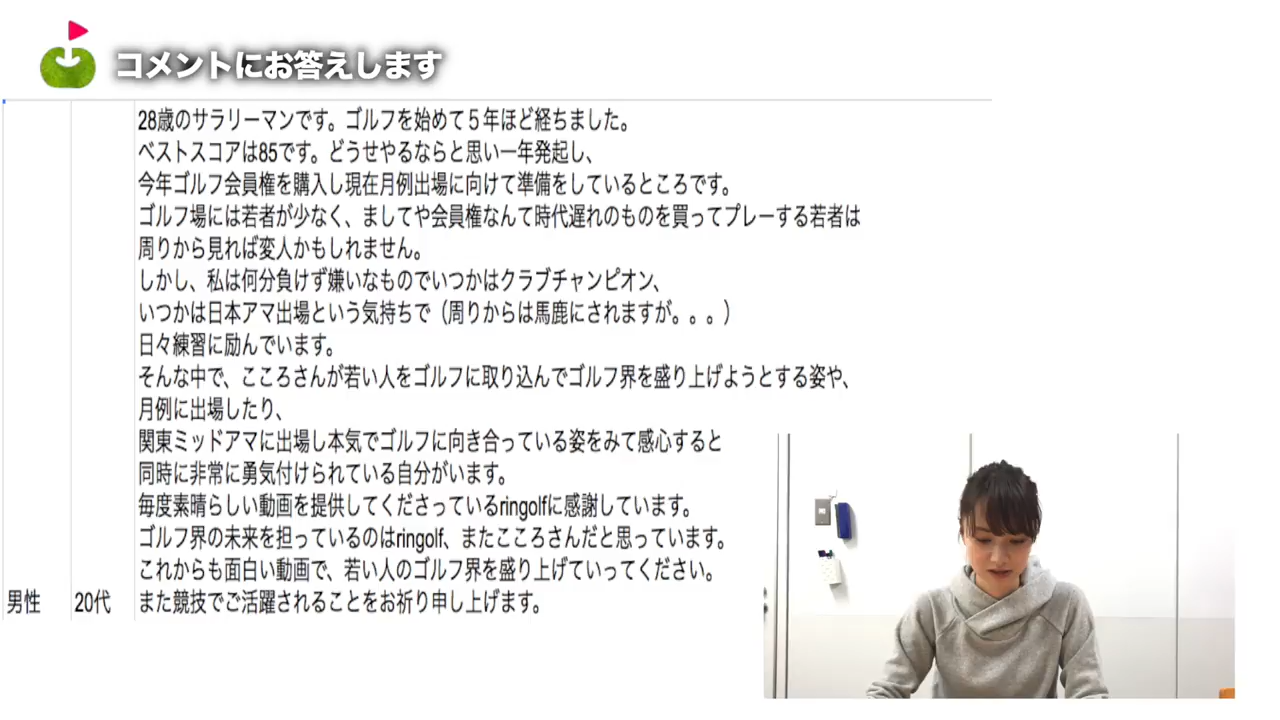 コメントにお答えします
28歳のサラリーマンです。ゴルフを始めて５年ほど経ちました。
ベストスコアは85です。どうせやるならと思い一年発起し、
今年ゴルフ会員権を購入し現在月例出場に向けて準備をしているところです。
ゴルフ場には若者が少なく、ましてや会員権なんて時代遅れのものを買ってプレーする若者は
周りから見れば変人かもしれません。
しかし、私は何分負けず嫌いなものでいつかはクラブチャンピオン、
いつかは日本アマ出場という気持ちで（周りからは馬鹿にされますが。。。）
日々練習に励んでいます。
そんな中で、こころさんが若い人をゴルフに取り込んでゴルフ界を盛り上げようとする姿や、
月例に出場したり、
関東ミッドアマに出場し本気でゴルフに向き合っている姿をみて感心すると
同時に非常に勇気付けられている自分がいます。
毎度素晴らしい動画を提供してくださっているringolfに感謝しています。
ゴルフ界の未来を担っているのはringolf、またこころさんだと思っています。
これからも面白い動画で、若い人のゴルフ界を盛り上げていってください。
男性 20代 また競技でご活躍されることをお祈り申し上げます。